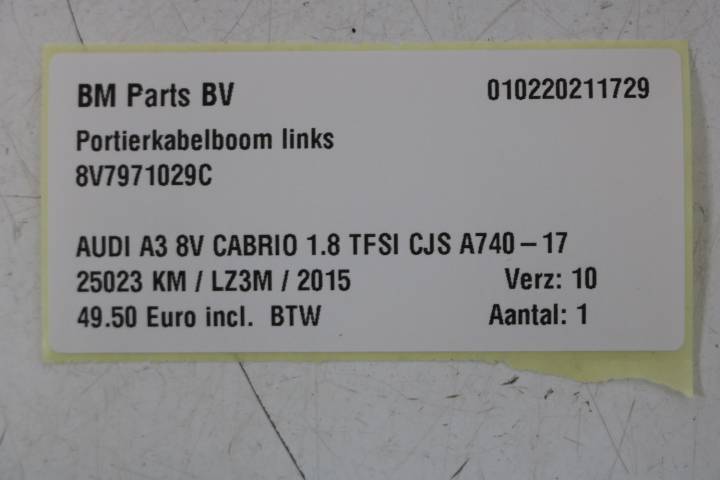 BM Parts BV 010220211729
Portierkabelboom links
8V7971029C
AUDI A3 8V CABRIO 1.8 TFSI CJS A740-17
25023 KM / LZ3M / 2015 Verz: 10
49.50 Euro incl. BTW Aantal: 1